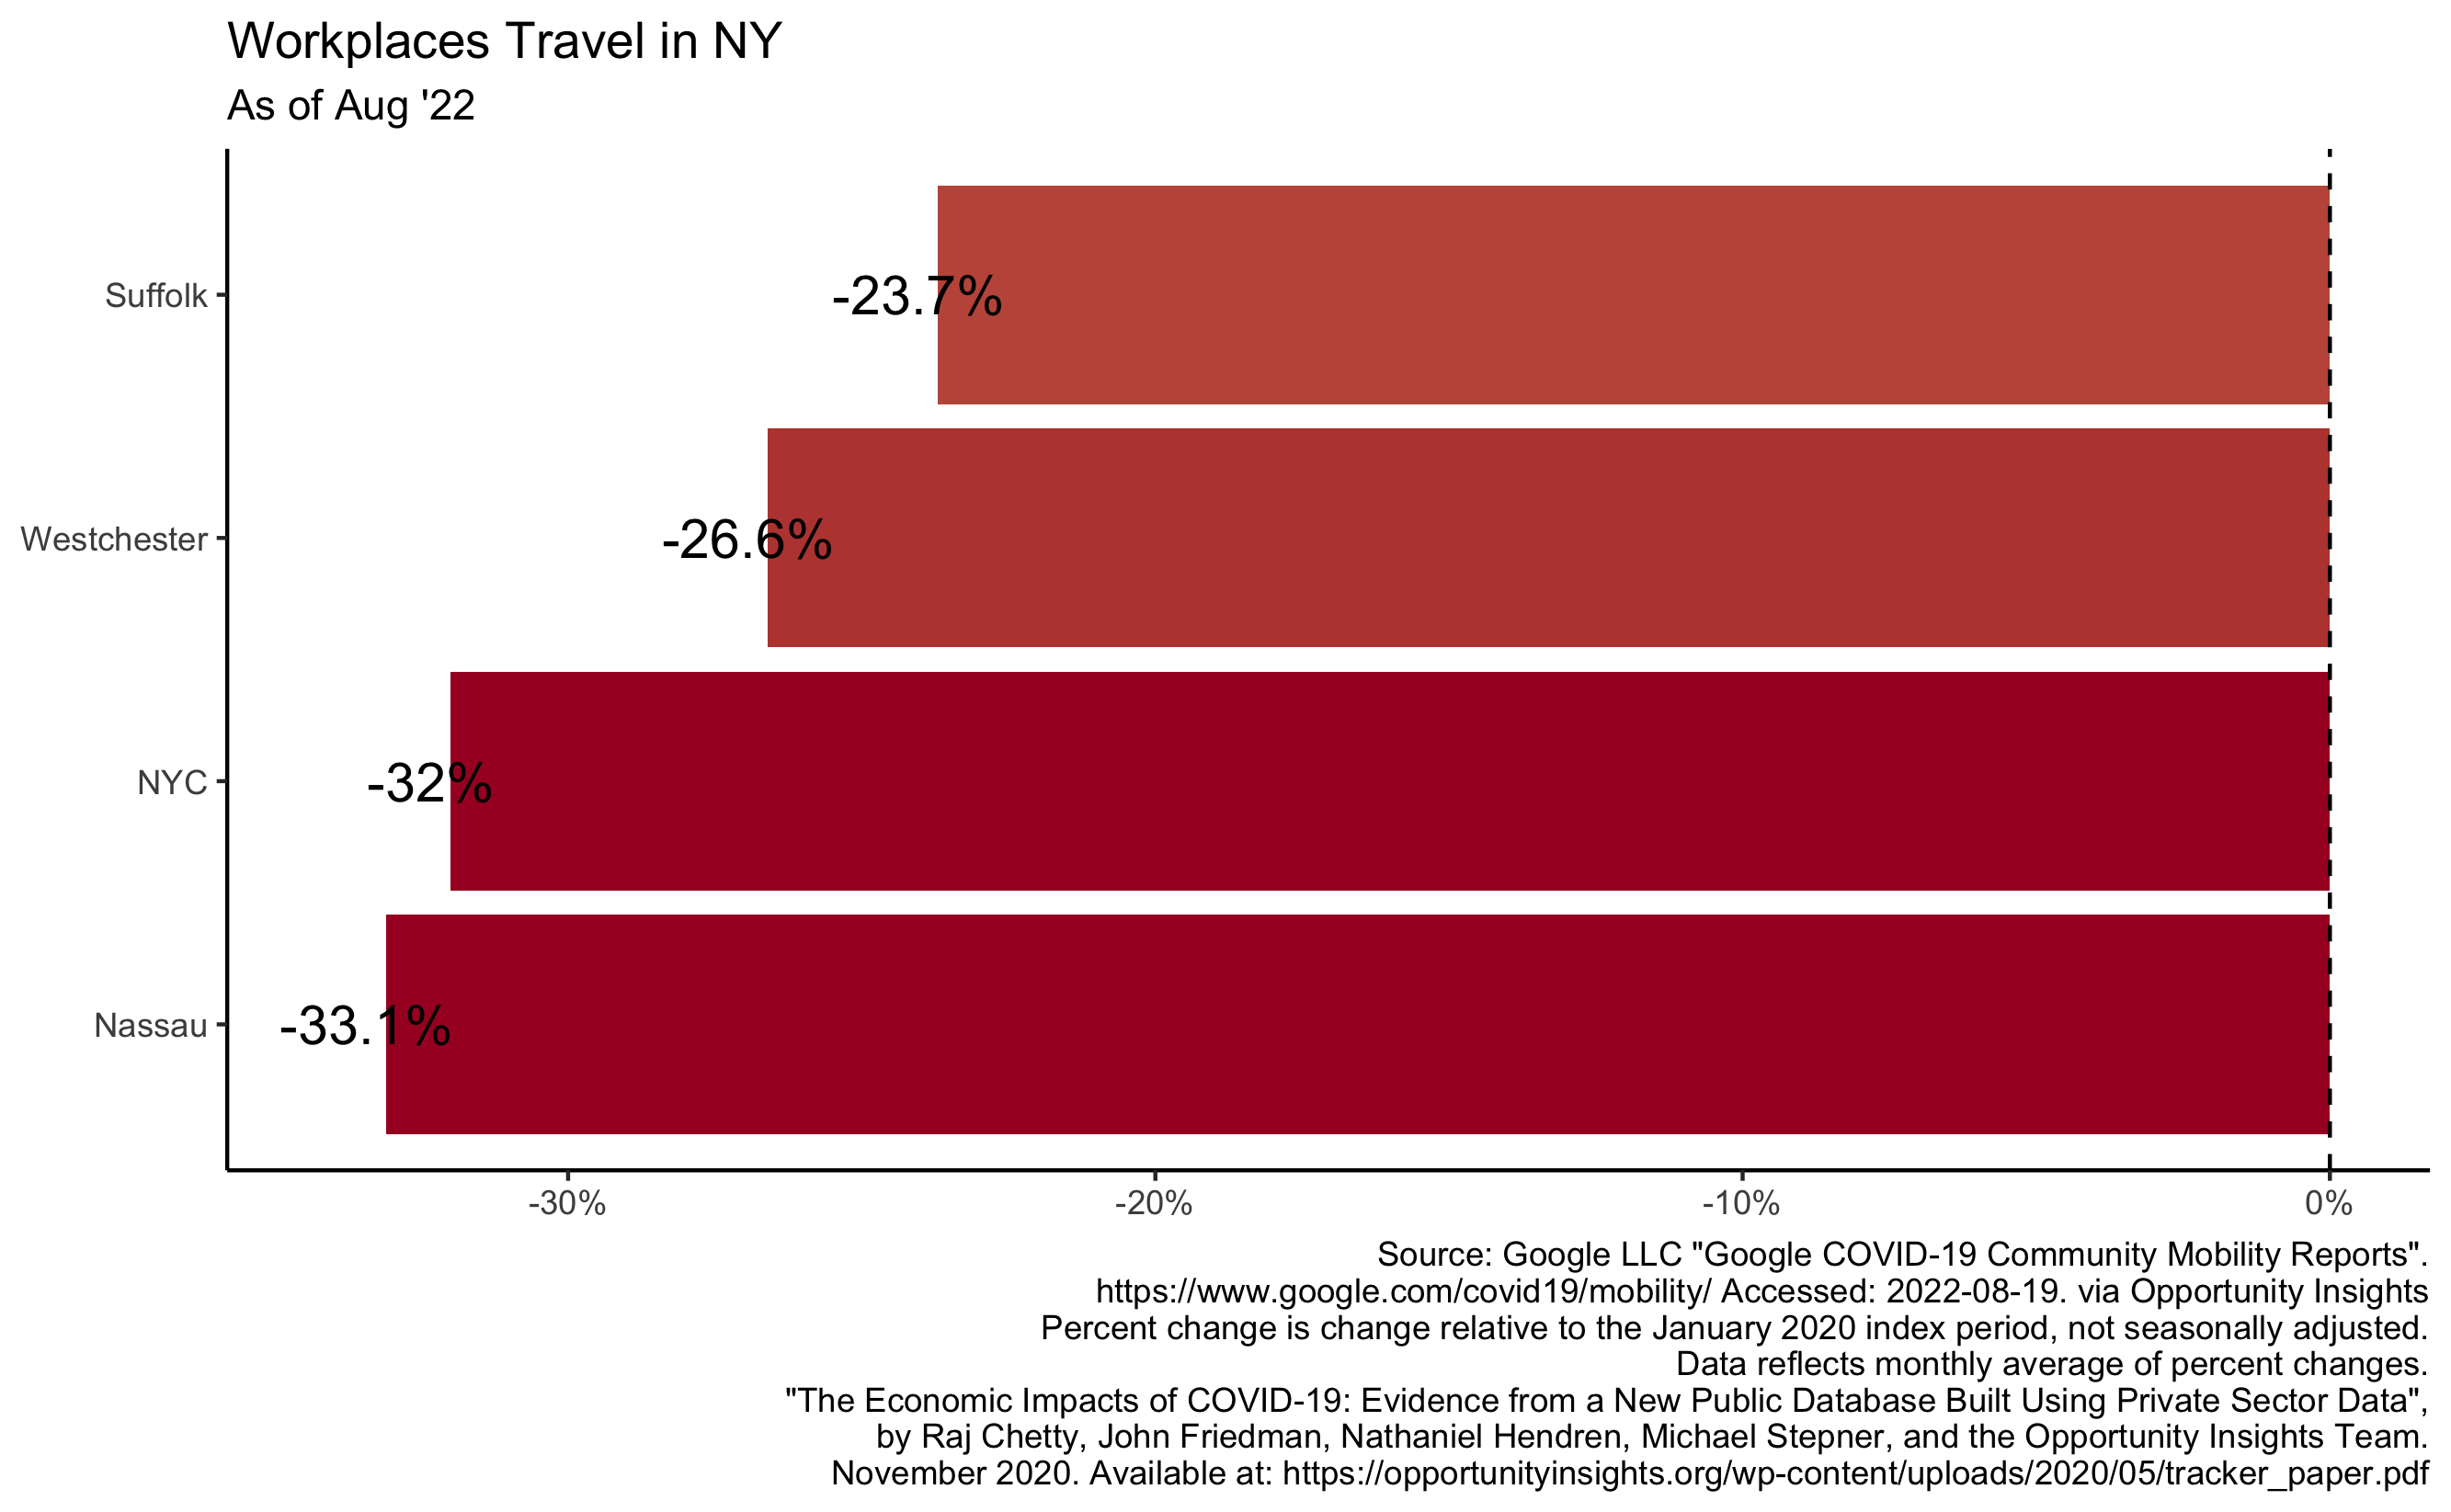 Workplaces Travel in NY
As of Aug '22
Suffolk
-23.7%
Westchester
-26.6%
NYC
-32%
Nassau
-33.1%
-30%
-20%
-10%
0%
Source: Google LLC "Google COVID-19 Community Mobility Reports".
https://www.google.com/covid19/mobility/ Accessed: 2022-08-19. via Opportunity Insights
Percent change is change relative to the January 2020 index period, not seasonally adjusted.
Data reflects monthly average of percent changes.
"The Economic Impacts of COVID-19: Evidence from a New Public Database Built Using Private Sector Data",
by Raj Chetty, John Friedman, Nathaniel Hendren, Michael Stepner, and the Opportunity Insights Team.
November 2020. Available at: https://opportunityinsights.org/wp-content/uploads/2020/05/tracker_paper.pdf